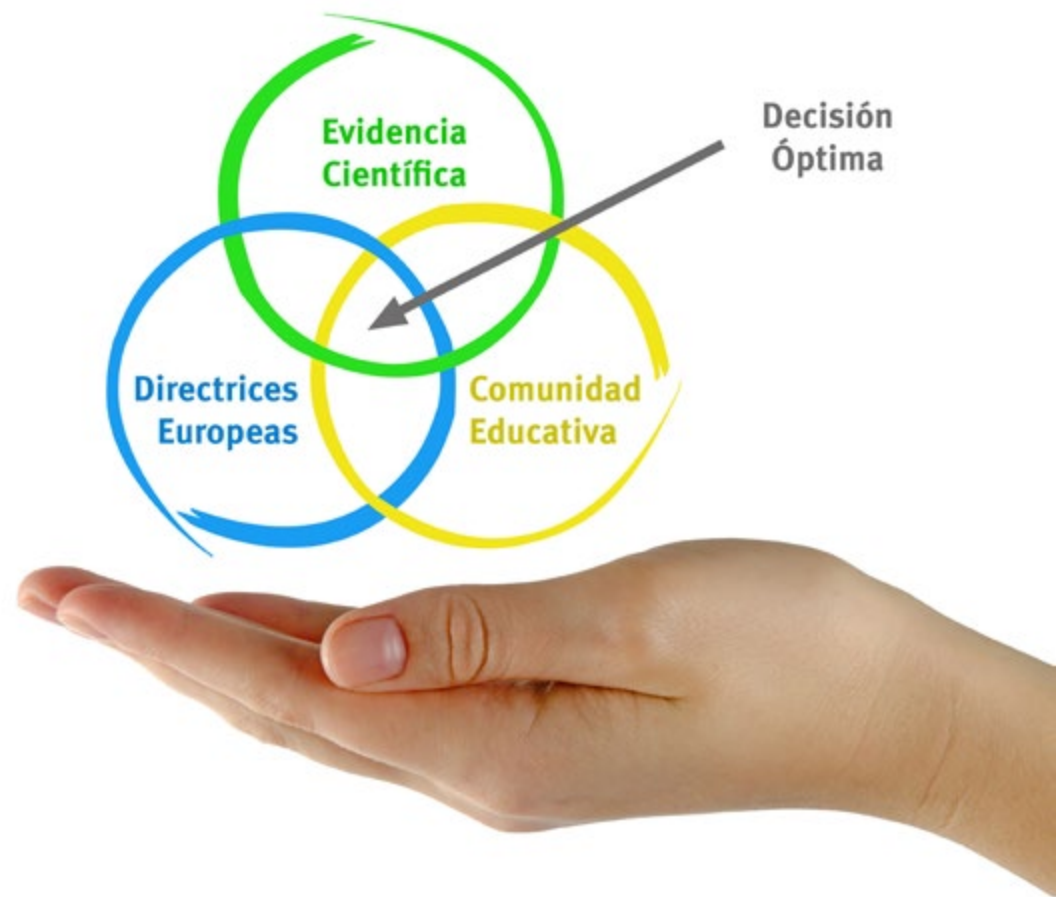 Evidencia
Científica
Decisión
Óptima
Directrices
Europeas
Comunidad
Educativa